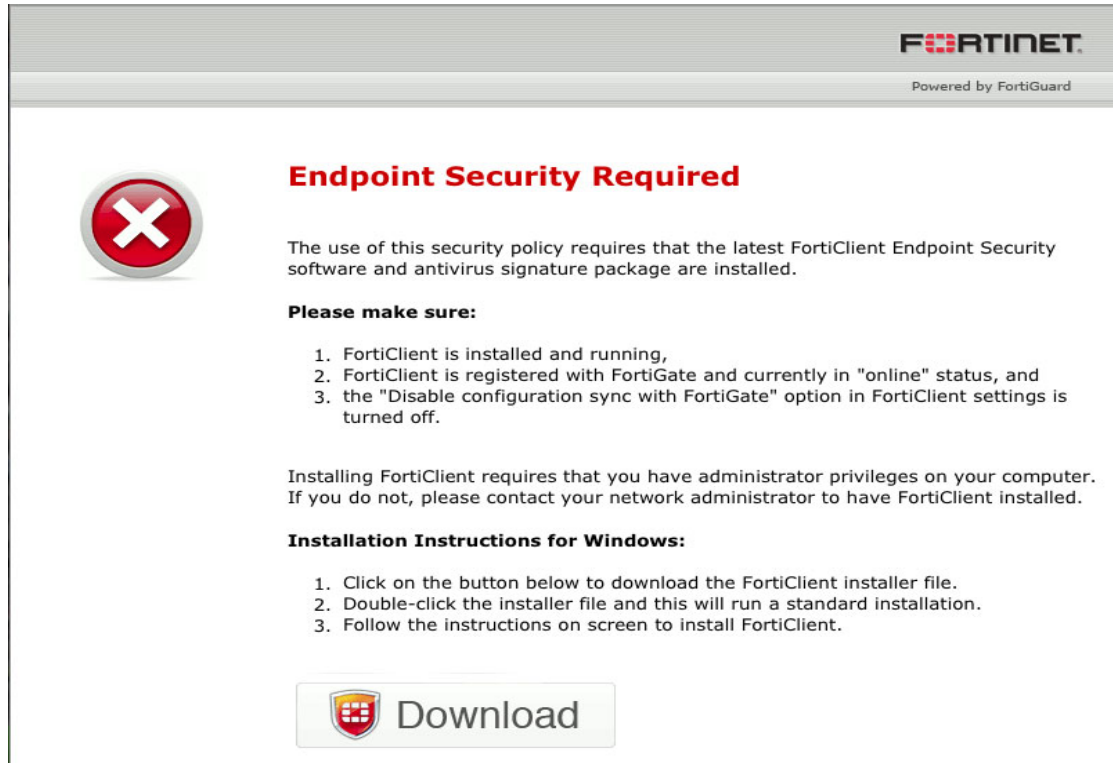 FORTINET
Powered by FortiGuard
Endpoint Security Required
The use of this security policy requires that the latest FortiClient Endpoint Security
software and antivirus signature package are installed.
Please make sure:
1. FortiClient is installed and running,
2. FortiClient is registered with FortiGate and currently in "online" status, and
3. the "Disable configuration sync with FortiGate" option in FortiClient settings is
turned off.
Installing FortiClient requires that you have administrator privileges on your computer.
If you do not, please contact your network administrator to have FortiClient installed.
Installation Instructions for Windows:
1. Click on the button below to download the FortiClient installer file.
2. Double-click the installer file and this will run a standard installation.
3. Follow the instructions on screen to install FortiClient.
Download